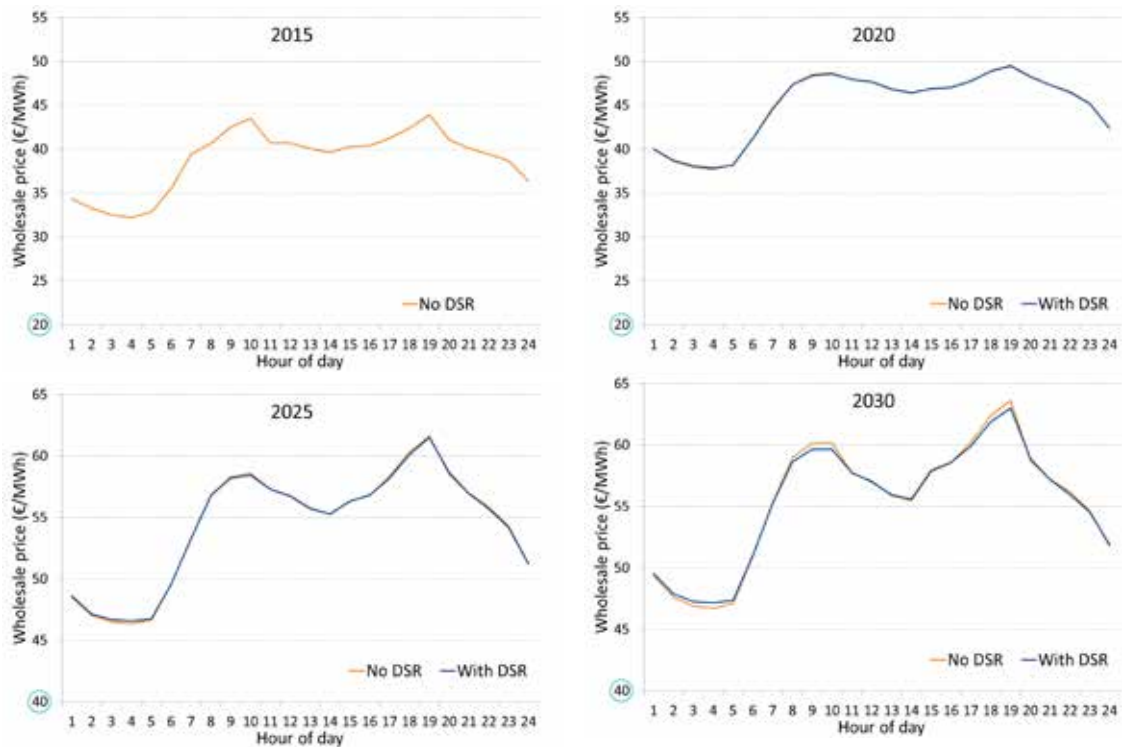 2015
Wholesale price (€/MWh)
55
50
45
40
35
30
25
20
No DSR
1 2 3 4 5 6 7 8 9 10 11 12 13 14 15 16 17 18 19 20 21 22 23 24
Hour of day
2020
Wholesale price (€/MWh)
55
50
45
40
35
30
25
20
No DSR With DSR
1 2 3 4 5 6 7 8 9 10 11 12 13 14 15 16 17 18 19 20 21 22 23 24
Hour of day
2025
Wholesale price (€/MWh)
65
60
55
50
45
40
No DSR With DSR
1 2 3 4 5 6 7 8 9 10 11 12 13 14 15 16 17 18 19 20 21 22 23 24
Hour of day
2030
Wholesale price (€/MWh)
65
60
55
50
45
40
No DSR With DSR
1 2 3 4 5 6 7 8 9 10 11 12 13 14 15 16 17 18 19 20 21 22 23 24
Hour of day